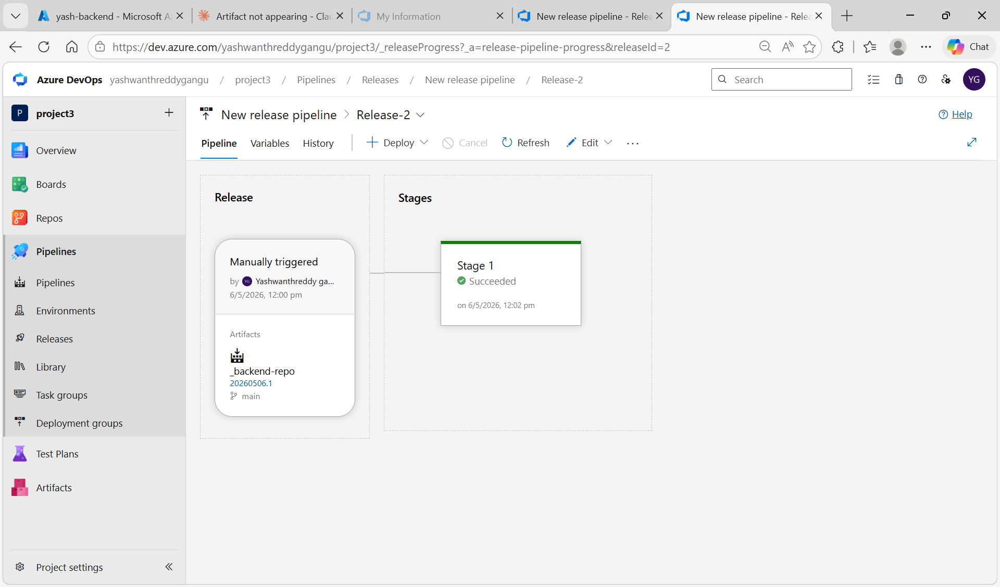 yash-backend - Microsoft Az
Artifact not appearing - Clau
My Information
New release pipeline - Relea
New release pipeline - Relea
https://dev.azure.com/yashwanthreddygangu/project3/_releaseProgress?_a=release-pipeline-progress&releaseId=2
Chat
Azure DevOps yashwanthreddygangu / project3 / Pipelines / Releases / New release pipeline / Release-2
Search
YG
P project3
Overview
Boards
Repos
Pipelines
Pipelines
Environments
Releases
Library
Task groups
Deployment groups
Test Plans
Artifacts
Project settings
New release pipeline > Release-2
Help
Pipeline Variables History Deploy Cancel Refresh Edit ...
Release
Manually triggered
by YG Yashwanthreddy ga...
6/5/2026, 12:00 pm
Artifacts
_backend-repo
20260506.1
main
Stages
Stage 1
Succeeded
on 6/5/2026, 12:02 pm